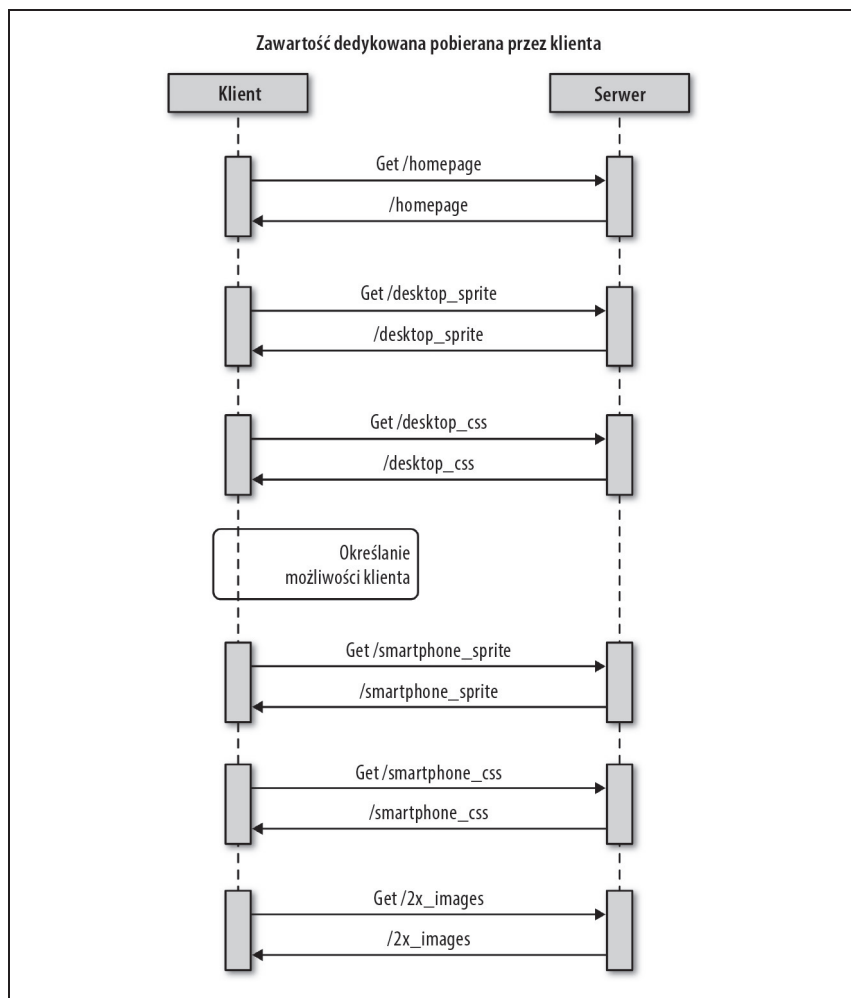 Zawartość dedykowana pobierana przez klienta
Klient
Serwer
Get /homepage
/homepage
Get /desktop_sprite
/desktop_sprite
Get /desktop_css
/desktop_css
Określanie
możliwości klienta
Get /smartphone_sprite
/smartphone_sprite
Get /smartphone_css
/smartphone_css
Get /2x_images
/2x_images